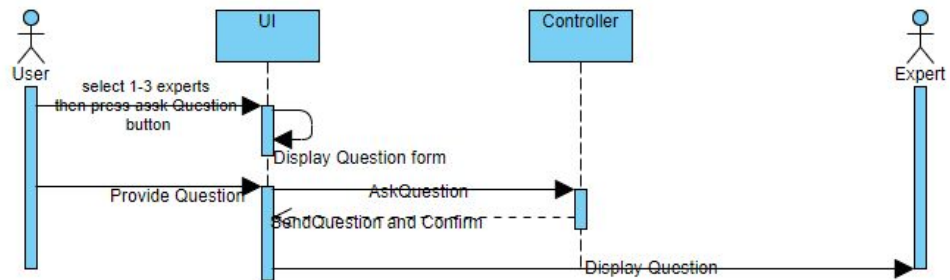 UI
Controller
User
Expert
select 1-3 experts
then press assk Question
button
Display Question form
Provide Question
AskQuestion
SendQuestion and Confirm
Display Question